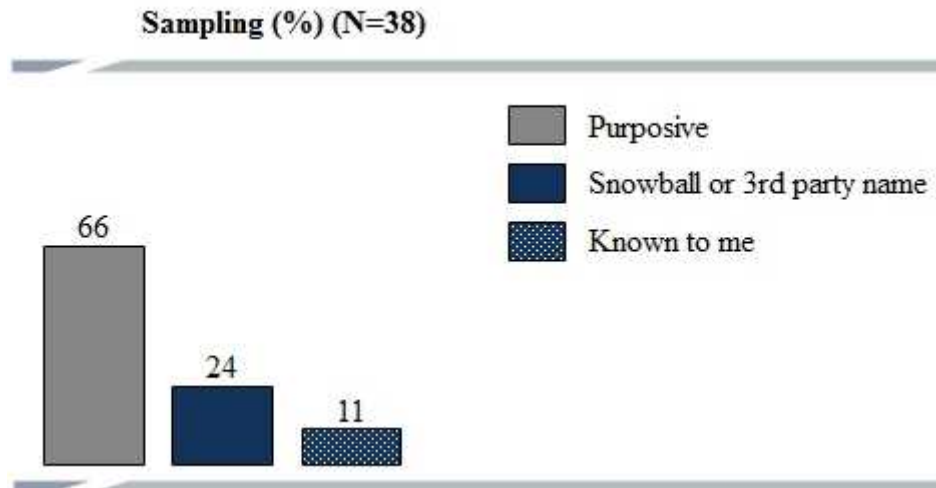 Sampling (%) (N=38)
Purposive
Snowball or 3rd party name
Known to me
66
24
11